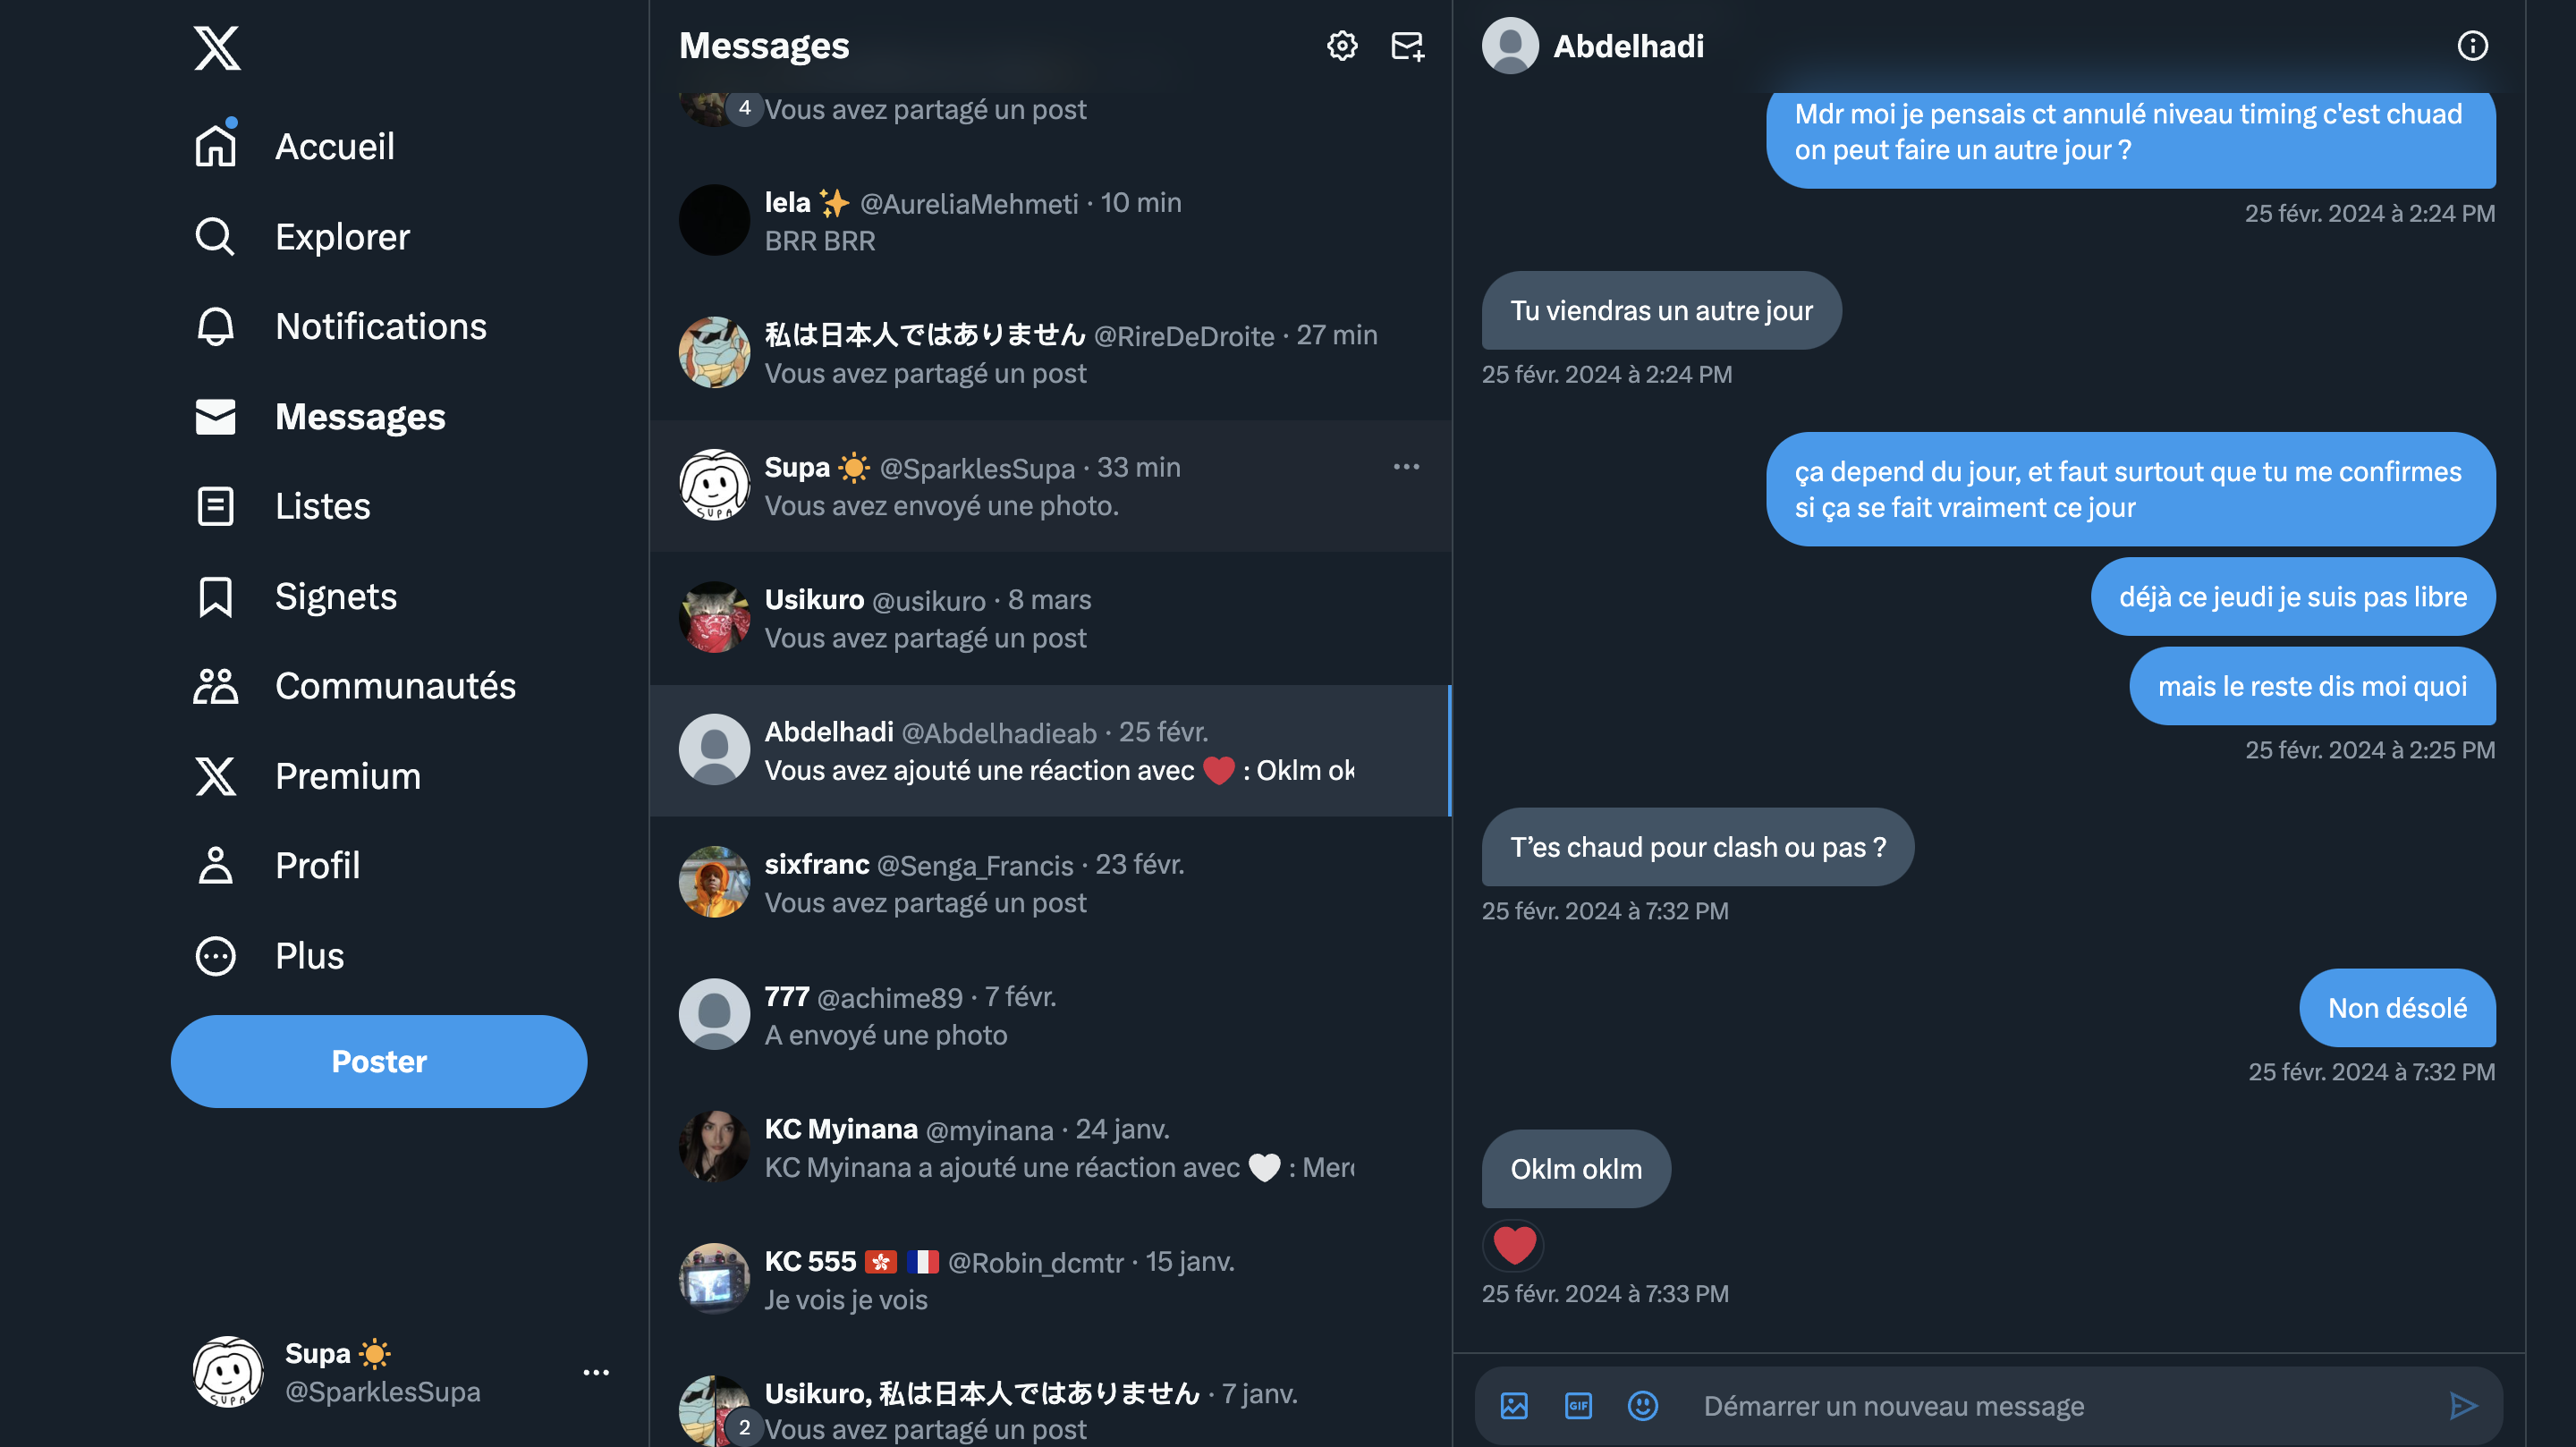 Accueil
Explorer
Notifications
Messages
Listes
Signets
Communautés
Premium
Profil
Plus
Poster
Supa ☀️
@SparklesSupa
Messages
4
Vous avez partagé un post
lela ✨ @AureliaMehmeti · 10 min
BRR BRR
私は日本人ではありません @RireDeDroite · 27 min
Vous avez partagé un post
Supa ☀️ @SparklesSupa · 33 min
Vous avez envoyé une photo.
Usikuro @usikuro · 8 mars
Vous avez partagé un post
Abdelhadi @Abdelhadieab · 25 févr.
Vous avez ajouté une réaction avec ❤️ : Oklm ok
sixfranc @Senga_Francis · 23 févr.
Vous avez partagé un post
777 @achime89 · 7 févr.
A envoyé une photo
KC Myinana @myinana · 24 janv.
KC Myinana a ajouté une réaction avec 🤍 : Merc
KC 555 🇭🇰 🇫🇷 @Robin_dcmtr · 15 janv.
Je vois je vois
Usikuro, 私は日本人ではありません · 7 janv.
2
Vous avez partagé un post
Abdelhadi
Mdr moi je pensais ct annulé niveau timing c'est chuad
on peut faire un autre jour ?
25 févr. 2024 à 2:24 PM
Tu viendras un autre jour
25 févr. 2024 à 2:24 PM
ça depend du jour, et faut surtout que tu me confirmes
si ça se fait vraiment ce jour
déjà ce jeudi je suis pas libre
mais le reste dis moi quoi
25 févr. 2024 à 2:25 PM
T’es chaud pour clash ou pas ?
25 févr. 2024 à 7:32 PM
Non désolé
25 févr. 2024 à 7:32 PM
Oklm oklm
❤️
25 févr. 2024 à 7:33 PM
GIF
Démarrer un nouveau message